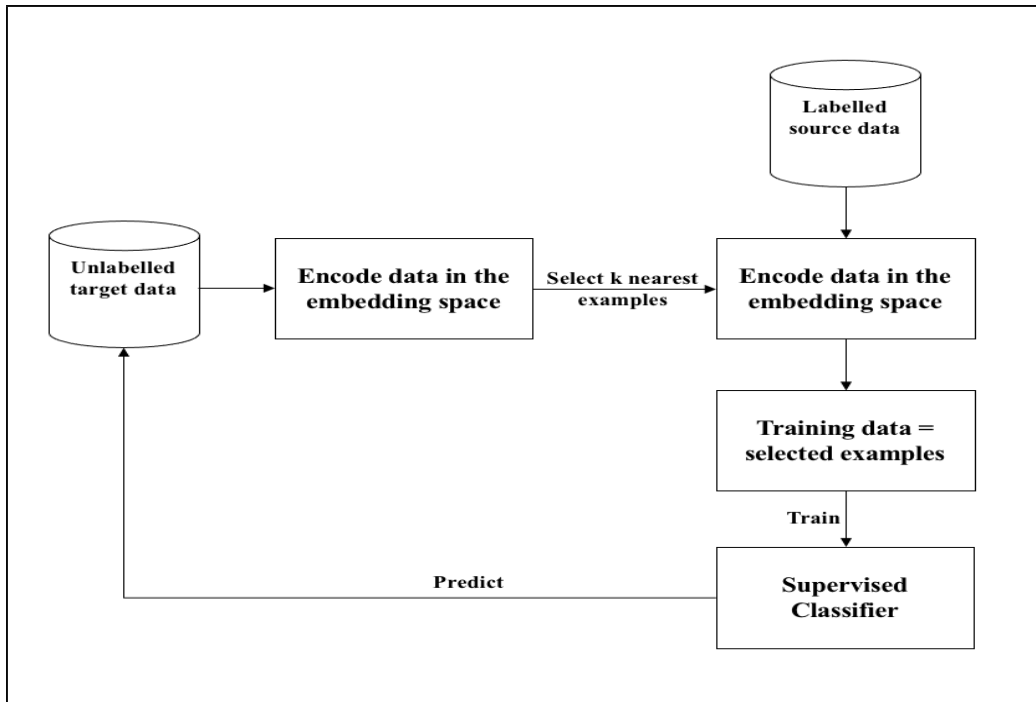 Labelled
source data
Unlabelled
target data
Encode data in the
embedding space
Select k nearest
examples
Encode data in the
embedding space
Training data =
selected examples
Train
Predict
Supervised
Classifier